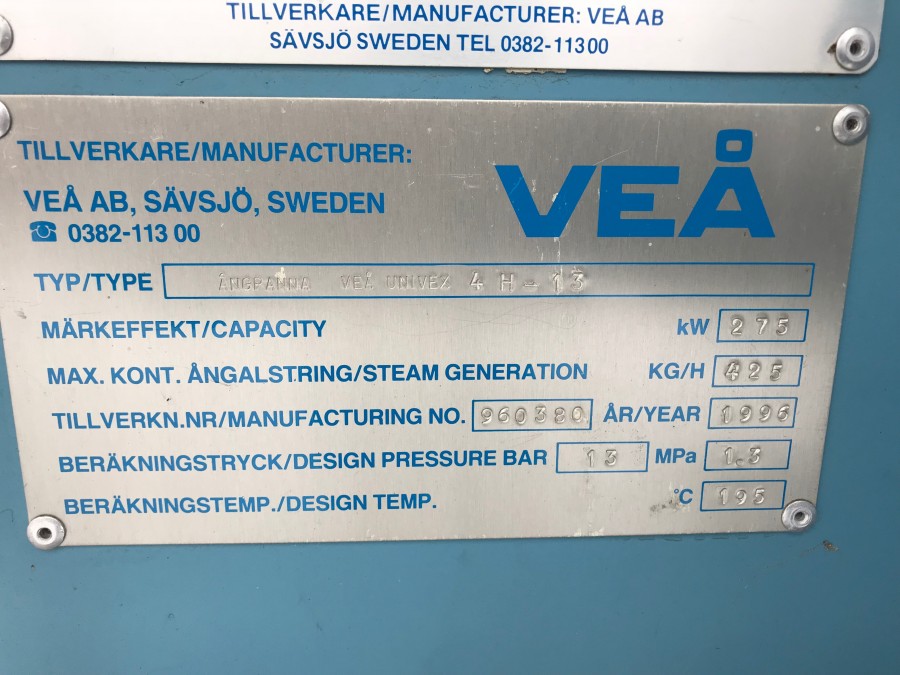 TILLVERKARE/MANUFACTURER: VEÅ AB
SÄVSJÖ SWEDEN TEL 0382-11300
TILLVERKARE/MANUFACTURER:
VEÅ
VEÅ AB, SÄVSJÖ, SWEDEN
☎ 0382-113 00
TYP/TYPE ÅNGPANNA VEÅ UNIVEX 4 H - 13
MÄRKEFFEKT/CAPACITY kW 275
MAX. KONT. ÅNGALSTRING/STEAM GENERATION KG/H 425
TILLVERKN.NR/MANUFACTURING NO. 960380 ÅR/YEAR 1996
BERÄKNINGSTRYCK/DESIGN PRESSURE BAR 13 MPa 1.3
BERÄKNINGSTEMP./DESIGN TEMP. °C 195